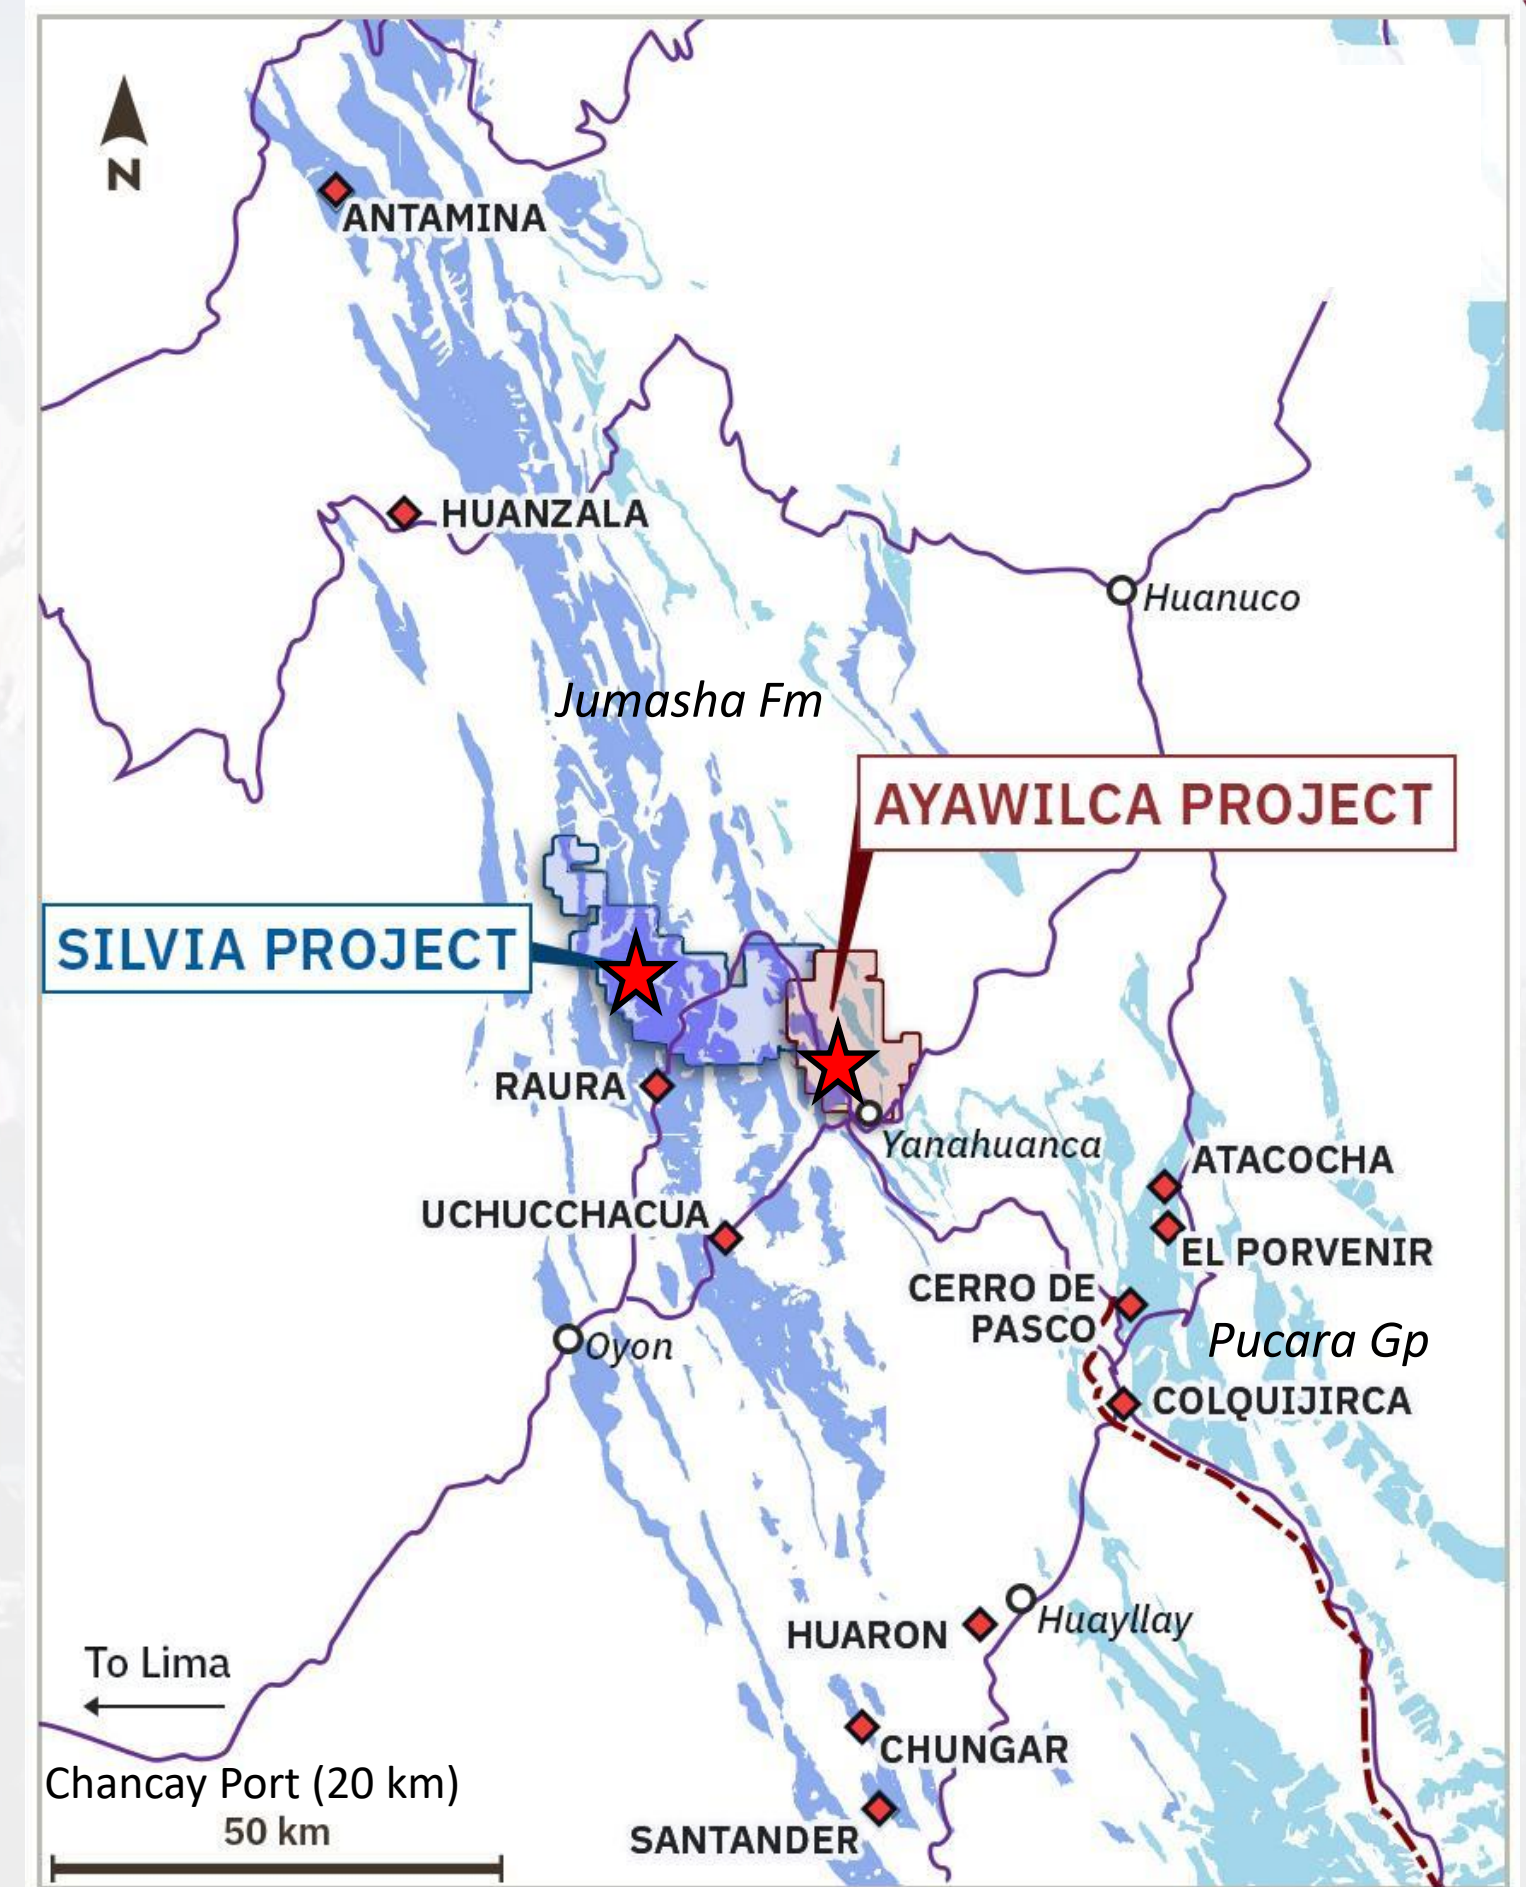 N
ANTAMINA
HUANZALA
Huanuco
Jumasha Fm
AYAWILCA PROJECT
SILVIA PROJECT
RAURA
Yanahuanca
ATACOCHA
UCHUCCHACUA
EL PORVENIR
CERRO DE
PASCO
Pucara Gp
Oyon
COLQUIJIRCA
HUARON
Huayllay
To Lima
CHUNGAR
Chancay Port (20 km)
50 km
SANTANDER